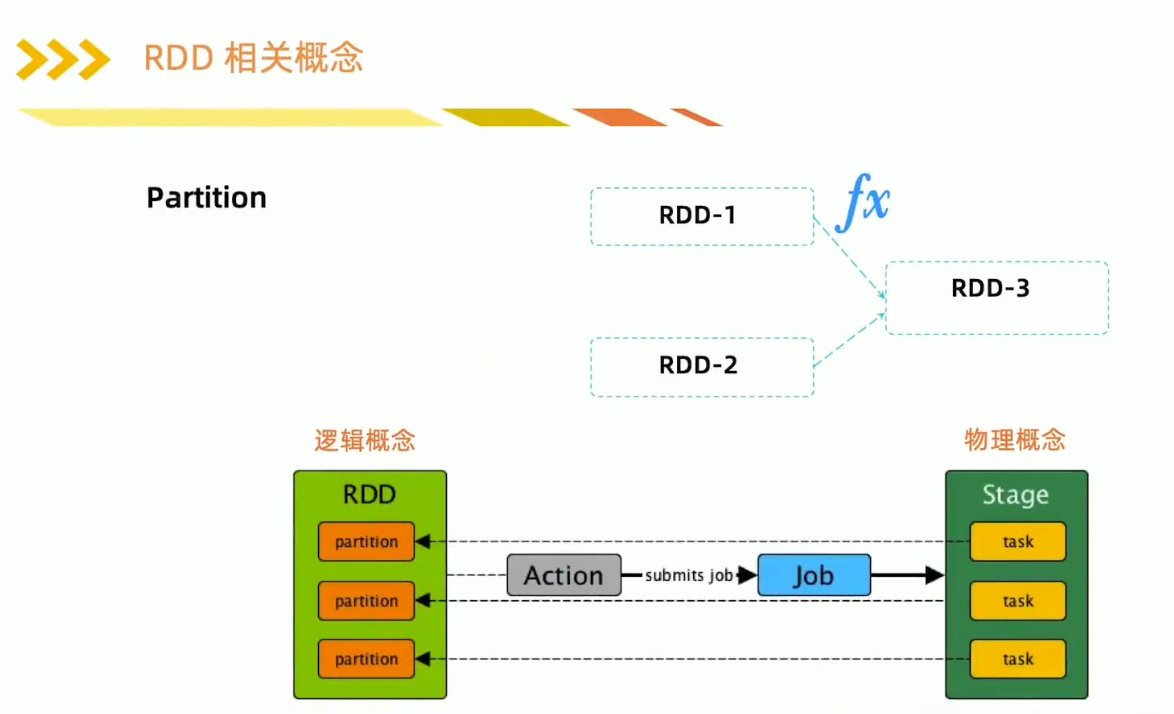 RDD 相关概念
Partition
RDD-1
fx
RDD-3
RDD-2
逻辑概念
物理概念
RDD
Stage
partition
task
Action
submits job
Job
partition
task
partition
task